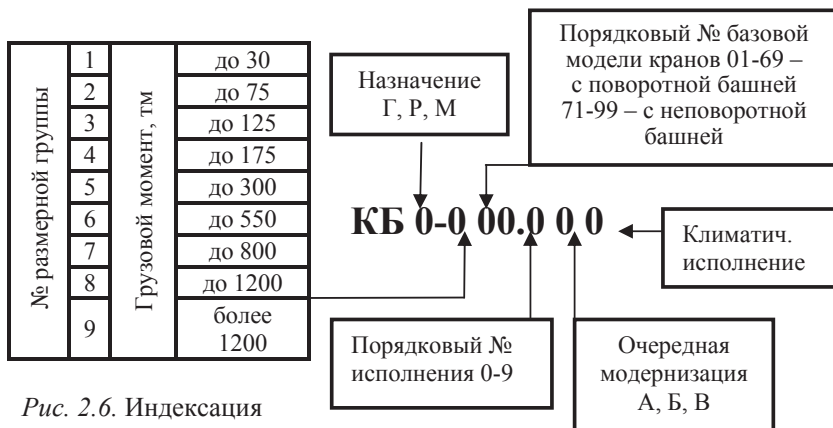 № размерной группы
Грузовой момент, тм
1 до 30
2 до 75
3 до 125
4 до 175
5 до 300
6 до 550
7 до 800
8 до 1200
9 более
1200
Назначение
Г, Р, М
Порядковый № базовой
модели кранов 01-69 –
с поворотной башней
71-99 – с неповоротной
башней
КБ 0-0 00.0 0 0
Климатич.
исполнение
Порядковый №
исполнения 0-9
Очередная
модернизация
А, Б, В
Рис. 2.6. Индексация